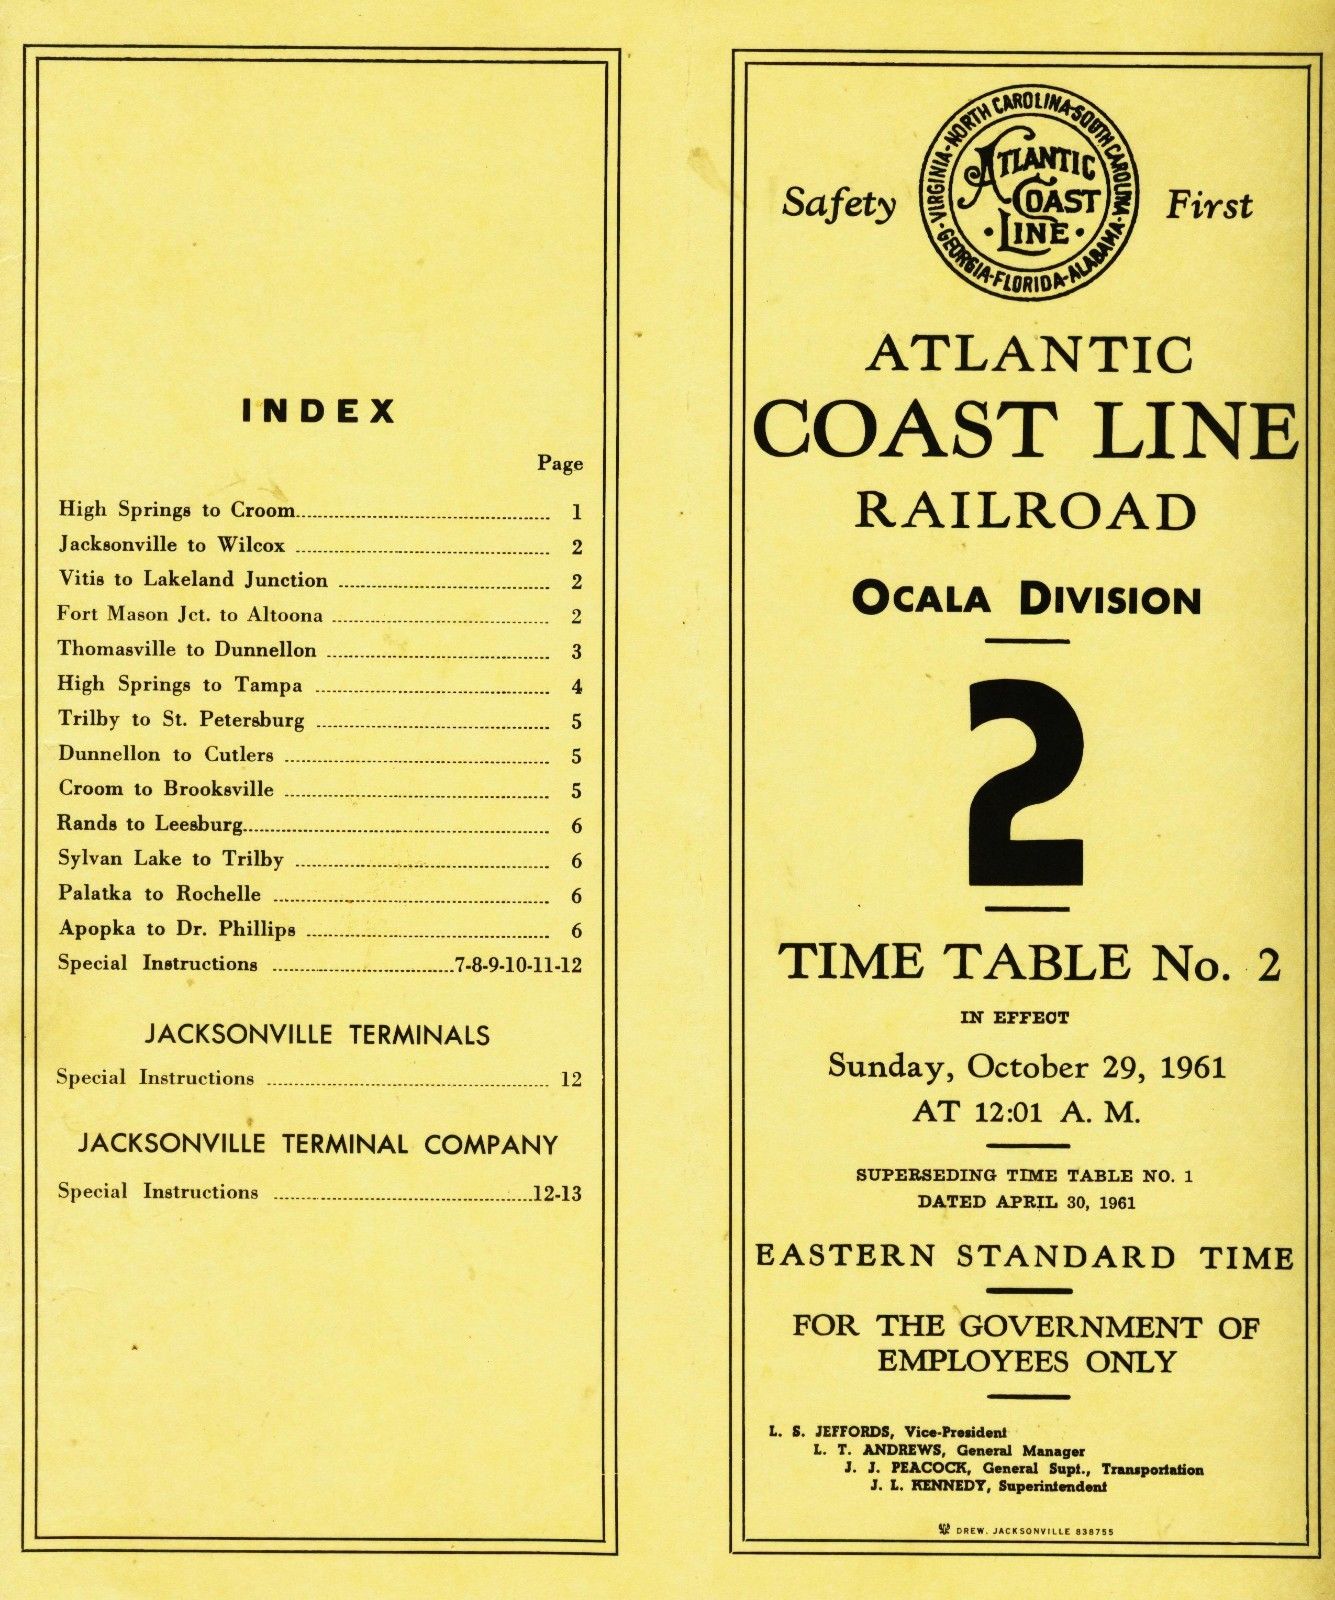 INDEX
Page
High Springs to Croom 1
Jacksonville to Wilcox 2
Vitis to Lakeland Junction 2
Fort Mason Jct. to Altoona 2
Thomasville to Dunnellon 3
High Springs to Tampa 4
Trilby to St. Petersburg 5
Dunnellon to Cutlers 5
Croom to Brooksville 5
Rands to Leesburg 6
Sylvan Lake to Trilby 6
Palatka to Rochelle 6
Apopka to Dr. Phillips 6
Special Instructions 7-8-9-10-11-12
JACKSONVILLE TERMINALS
Special Instructions 12
JACKSONVILLE TERMINAL COMPANY
Special Instructions 12-13
VIRGINIA-NORTH CAROLINA-SOUTH CAROLINA
Safety
ATLANTIC
COAST
LINE
First
GEORGIA-FLORIDA-ALABAMA
ATLANTIC
COAST LINE
RAILROAD
OCALA DIVISION
2
TIME TABLE No. 2
IN EFFECT
Sunday, October 29, 1961
AT 12:01 A. M.
SUPERSEDING TIME TABLE NO. 1
DATED APRIL 30, 1961
EASTERN STANDARD TIME
FOR THE GOVERNMENT OF
EMPLOYEES ONLY
L. S. JEFFORDS, Vice-President
L. T. ANDREWS, General Manager
J. J. PEACOCK, General Supt., Transportation
J. L. KENNEDY, Superintendent
DREW. JACKSONVILLE 838755